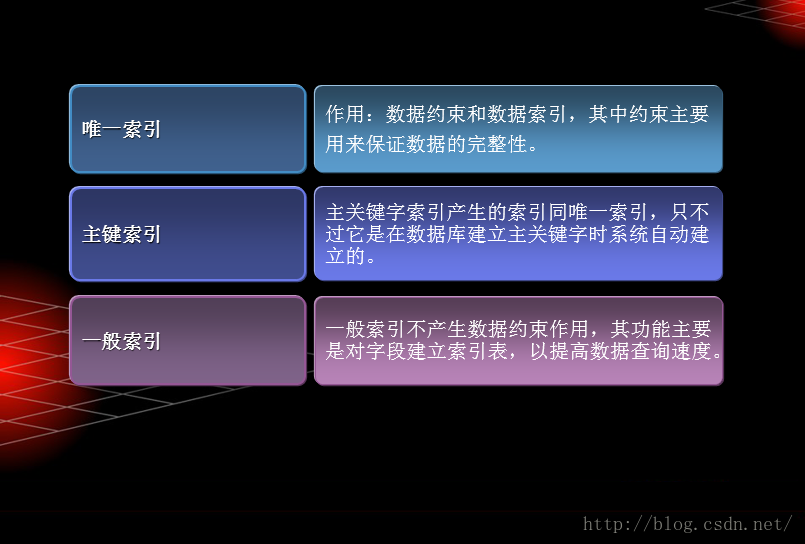 唯一索引
作用：数据约束和数据索引，其中约束主要
用来保证数据的完整性。
主键索引
主关键字索引产生的索引同唯一索引，只不
过它是在数据库建立主关键字时系统自动建
立的。
一般索引
一般索引不产生数据约束作用，其功能主要
是对字段建立索引表，以提高数据查询速度。
http://blog.csdn.net/